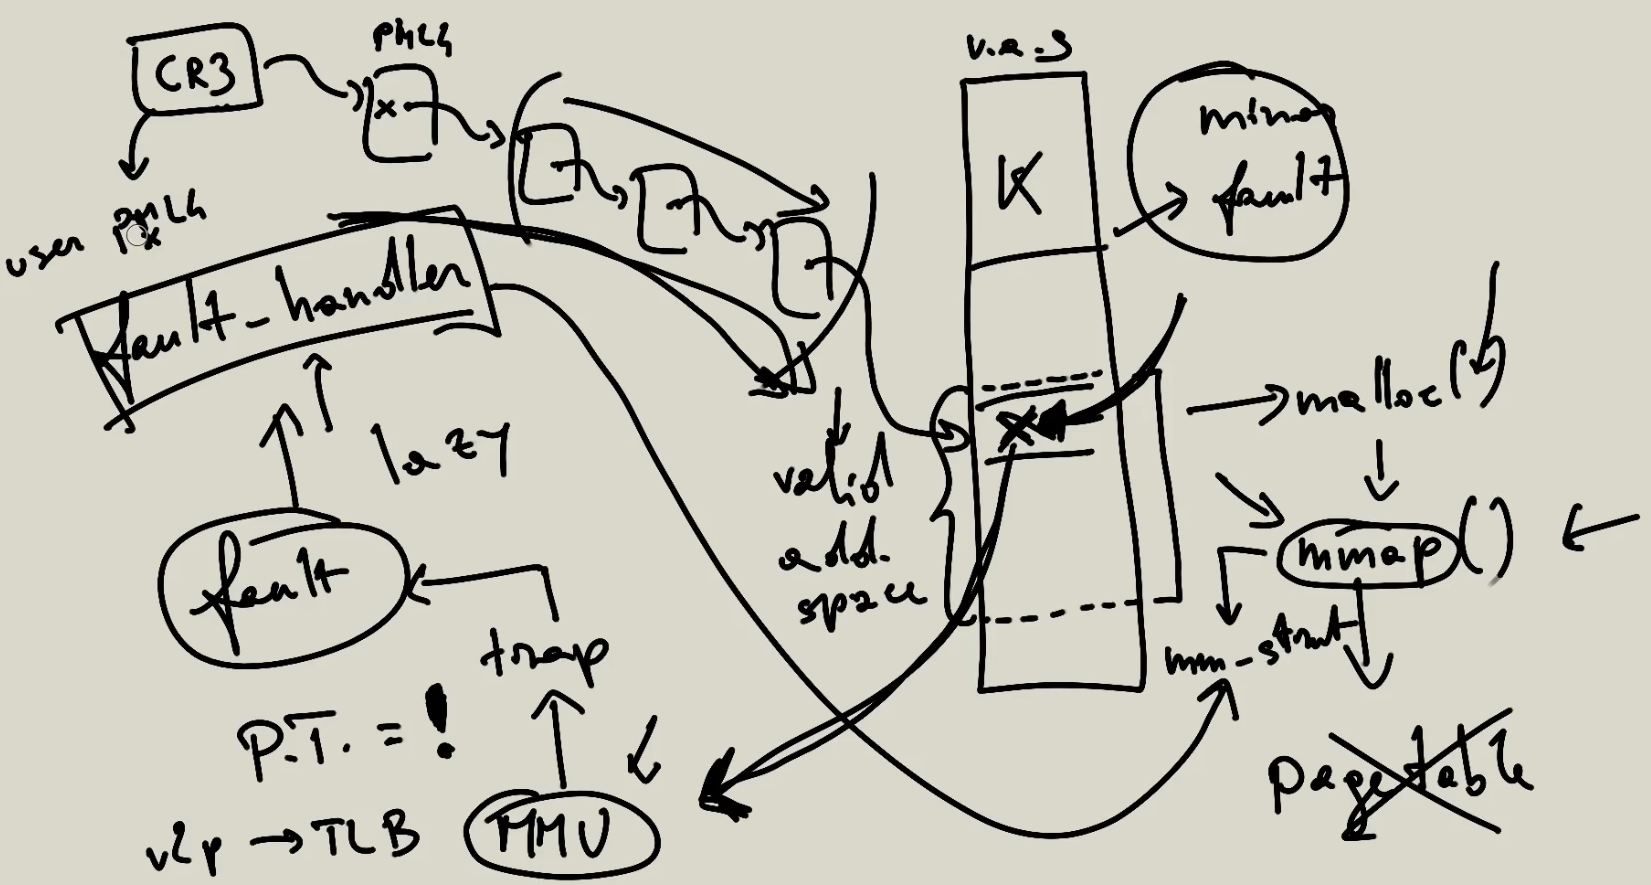 CR3
PML4
v.a.s
K
minor
fault
user PML4
fault_handler
lazy
fault
trap
P.T. = !
v2p → TLB
MMU
valid
add.
space
malloc()
mmap()
mm_struct
page table